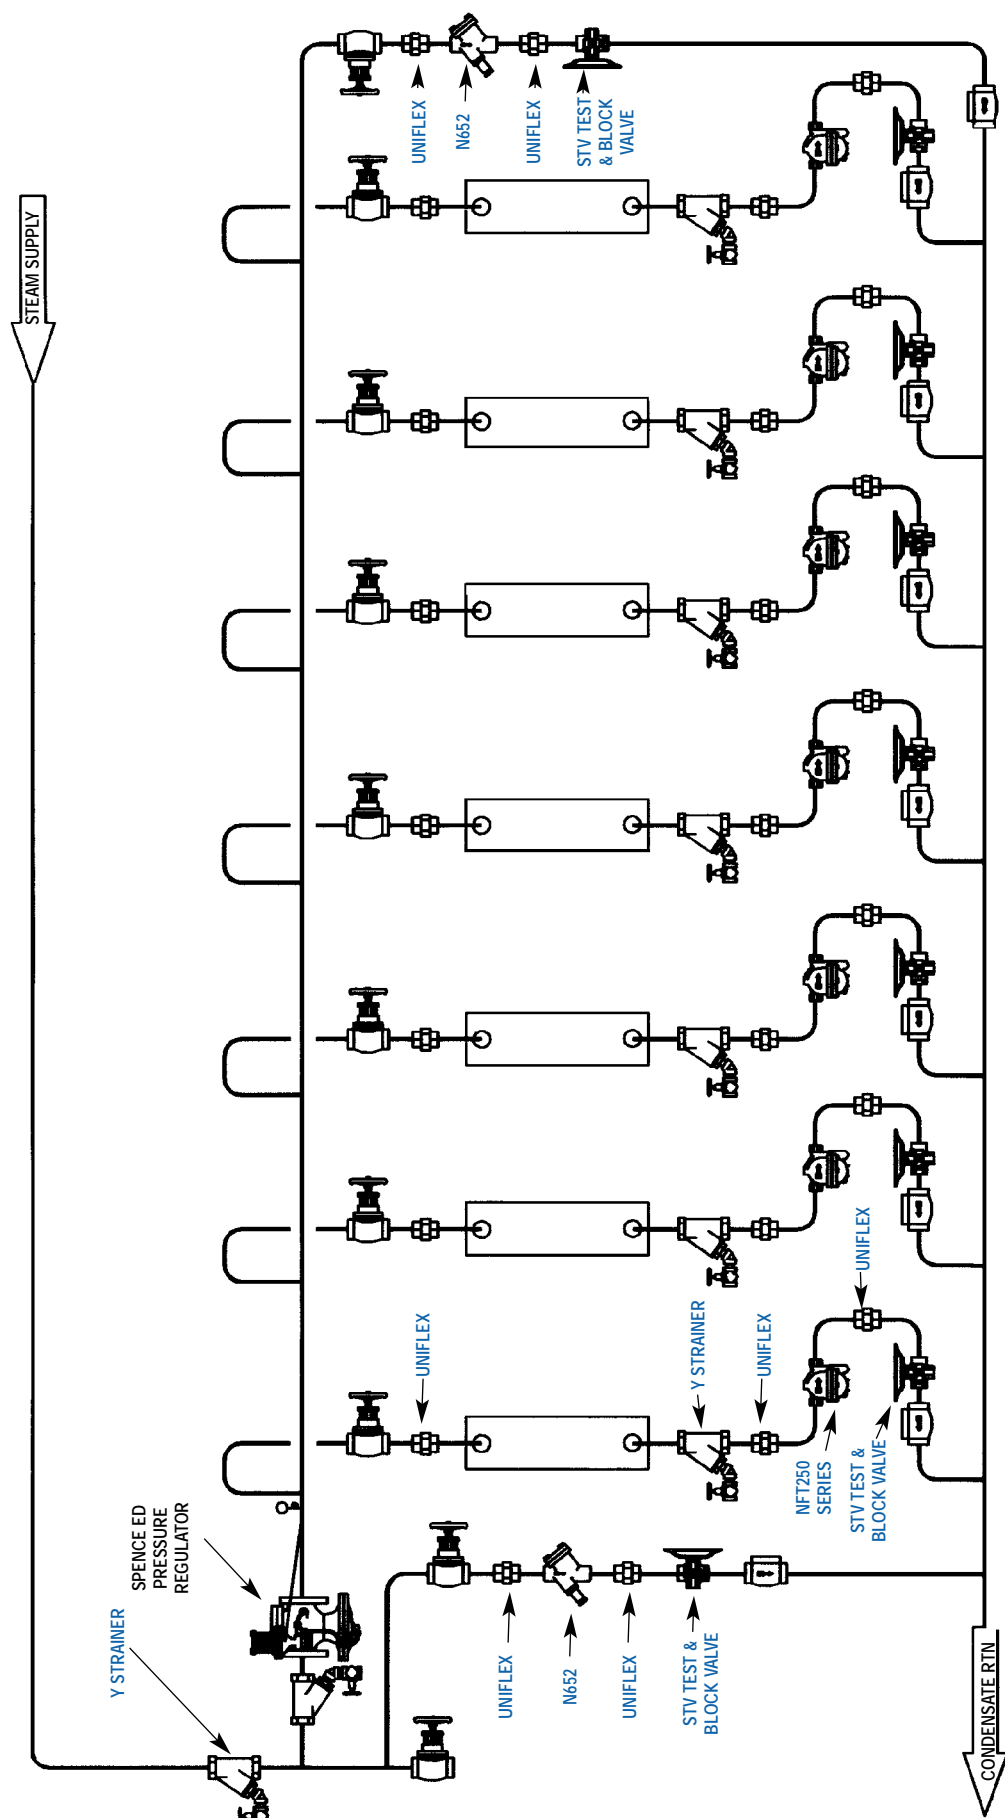 STEAM SUPPLY
UNIFLEX
N652
UNIFLEX
STV TEST
& BLOCK
VALVE
UNIFLEX
Y STRAINER
UNIFLEX
UNIFLEX
NFT250
SERIES
STV TEST &
BLOCK VALVE
SPENCE ED
PRESSURE
REGULATOR
Y STRAINER
UNIFLEX
N652
UNIFLEX
STV TEST &
BLOCK VALVE
CONDENSATE RTN